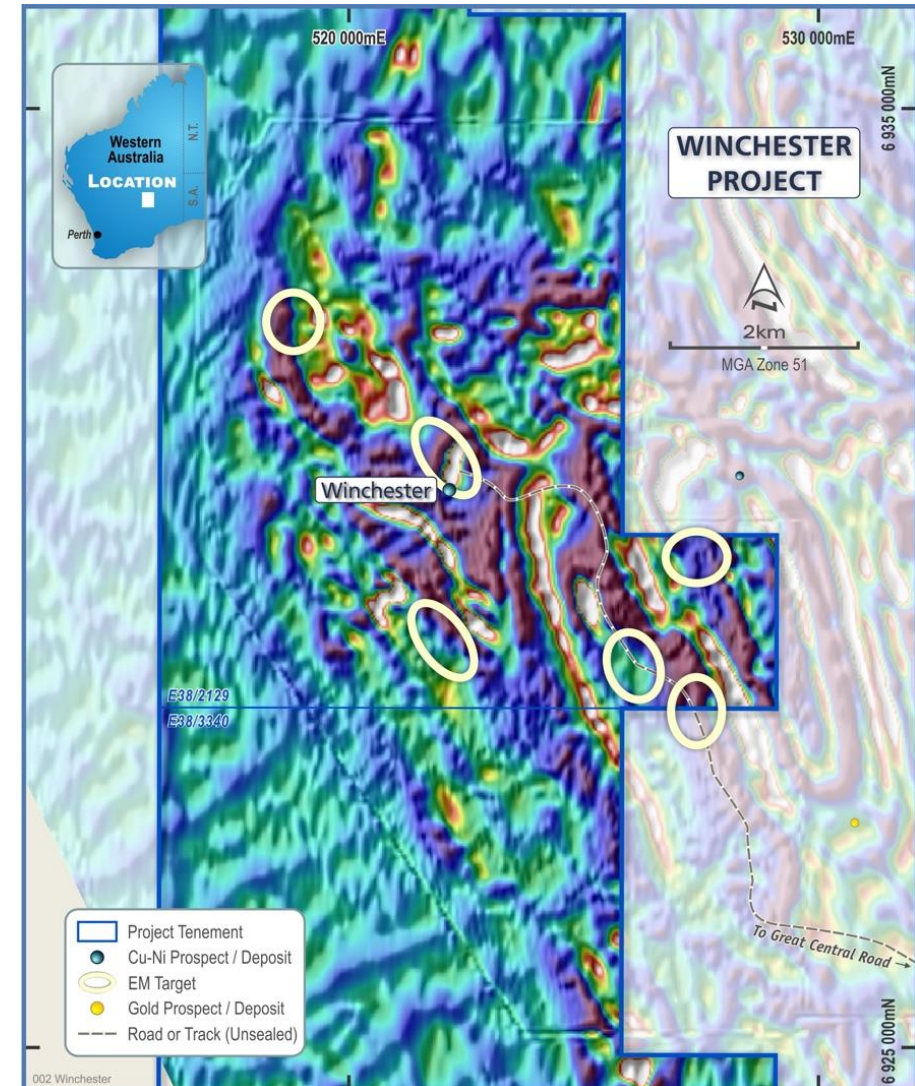 520 000mE
530 000mE
6 935 000mN
Western
Australia
N.T.
LOCATION
S.A.
Perth
WINCHESTER
PROJECT
N
2km
MGA Zone 51
Winchester
E38/2129
E38/3340
Project Tenement
Cu-Ni Prospect / Deposit
EM Target
Gold Prospect / Deposit
Road or Track (Unsealed)
To Great Central Road →
6 925 000mN
002 Winchester